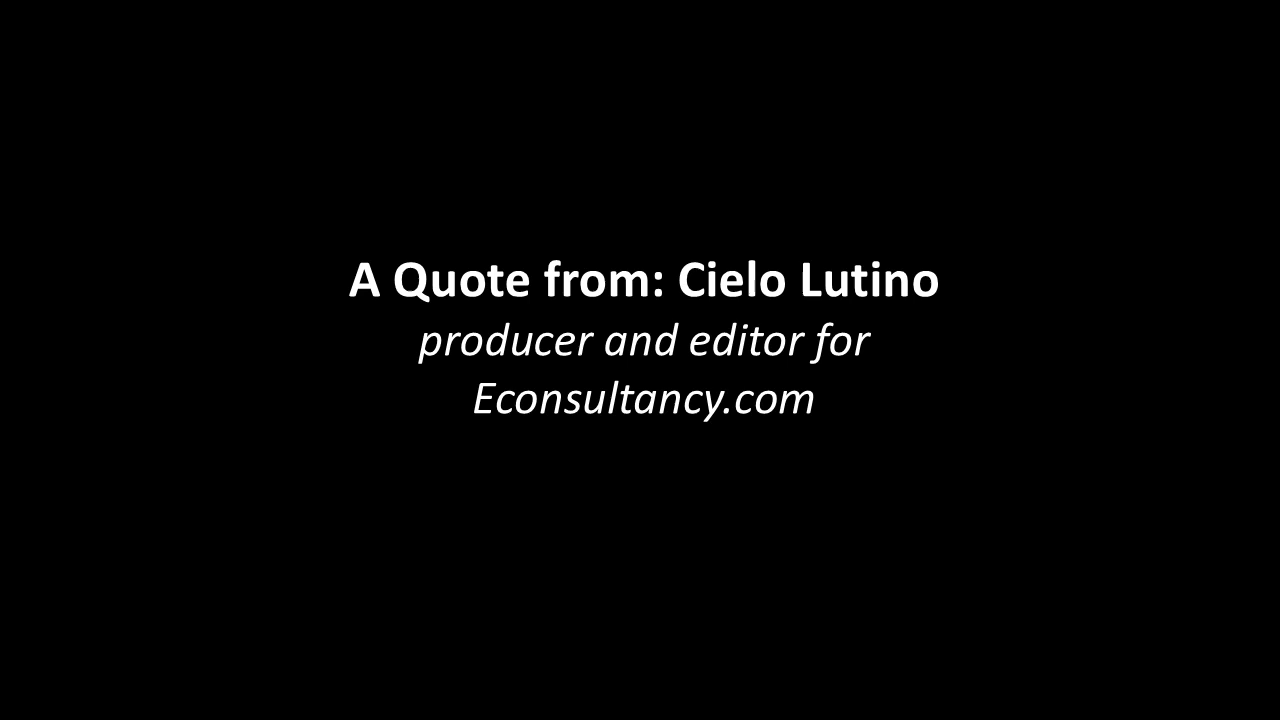 A Quote from: Cielo Lutino
producer and editor for
Econsultancy.com